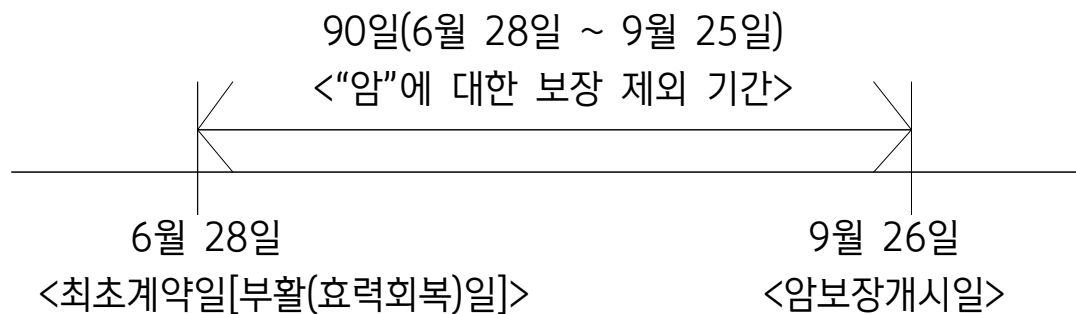 90일(6월 28일 ~ 9월 25일)
<“암”에 대한 보장 제외 기간>
6월 28일
<최초계약일[부활(효력회복)일]>
9월 26일
<암보장개시일>